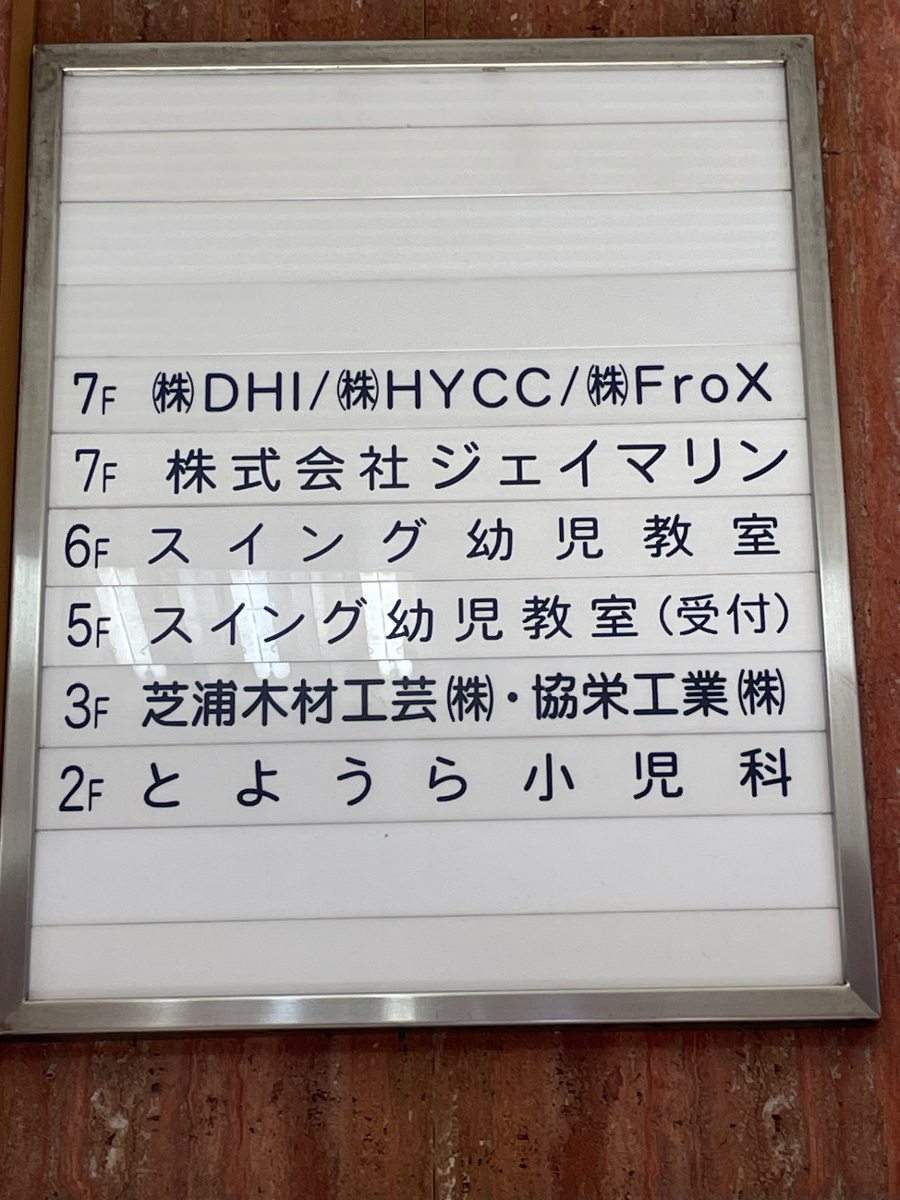 7F ㈱DHI/㈱HYCC/㈱FroX
7F 株式会社ジェイマリン
6F スイング幼児教室
5F スイング幼児教室(受付)
3F 芝浦木材工芸㈱・協栄工業㈱
2F とようら小児科